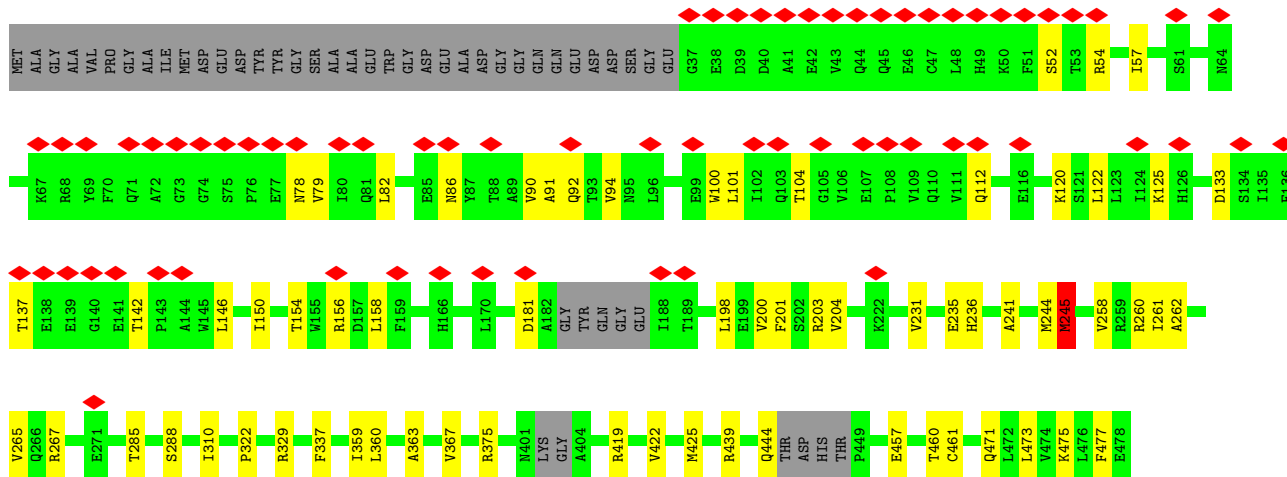 MET ALA GLY ALA VAL PRO GLY ALA ILE MET ASP GLU ASP TYR TYR GLY SER ALA ALA GLU TRP GLY ASP GLU ALA ASP GLY GLY GLN GLN GLU ASP ASP SER GLY GLU G37 E38 D39 D40 A41 E42 V43 Q44 Q45 E46 C47 L48 H49 K50 F51 S52 T53 R54 I57 S61 N64
K67 R68 Y69 F70 Q71 A72 G73 G74 S75 P76 E77 N78 V79 I80 Q81 L82 E85 N86 Y87 T88 A89 V90 A91 Q92 T93 V94 N95 L96 E99 W100 L101 I102 Q103 T104 G105 V106 E107 P108 V109 Q110 V111 Q112 E116 K120 S121 L122 L123 I124 K125 H126 D133 S134 I135 F136
T137 E138 E139 G140 E141 T142 P143 A144 W145 L146 I150 T154 W155 R156 D157 L158 F159 H166 L170 D181 A182 GLY TYR GLN GLY GLU I188 T189 L198 E199 V200 F201 S202 R203 V204 K222 V231 E235 H236 A241 M244 M245 V258 R259 R260 I261 A262
V265 Q266 R267 E271 T285 S288 I310 P322 R329 F337 I359 L360 A363 V367 R375 N401 LYS GLY A404 R419 V422 M425 R439 Q444 THR ASP HIS THR P449 E457 T460 C461 Q471 L472 L473 V474 K475 L476 F477 E478